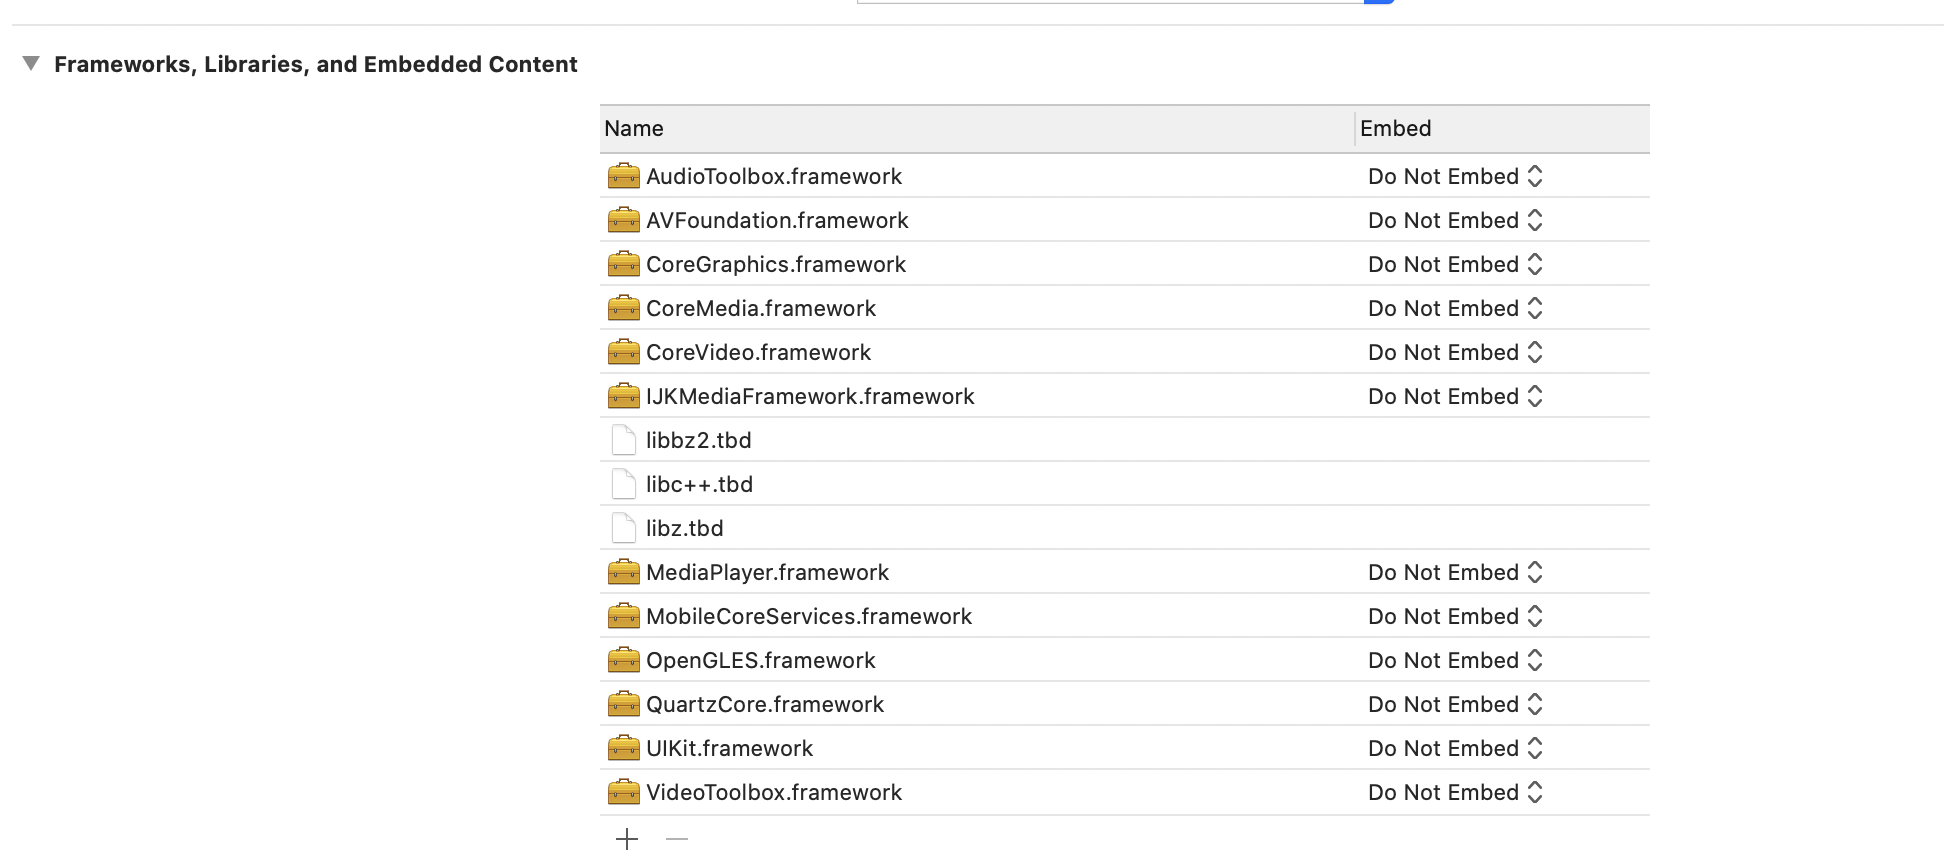 Frameworks, Libraries, and Embedded Content
Name Embed
AudioToolbox.framework Do Not Embed
AVFoundation.framework Do Not Embed
CoreGraphics.framework Do Not Embed
CoreMedia.framework Do Not Embed
CoreVideo.framework Do Not Embed
IJKMediaFramework.framework Do Not Embed
libbz2.tbd
libc++.tbd
libz.tbd
MediaPlayer.framework Do Not Embed
MobileCoreServices.framework Do Not Embed
OpenGLES.framework Do Not Embed
QuartzCore.framework Do Not Embed
UIKit.framework Do Not Embed
VideoToolbox.framework Do Not Embed